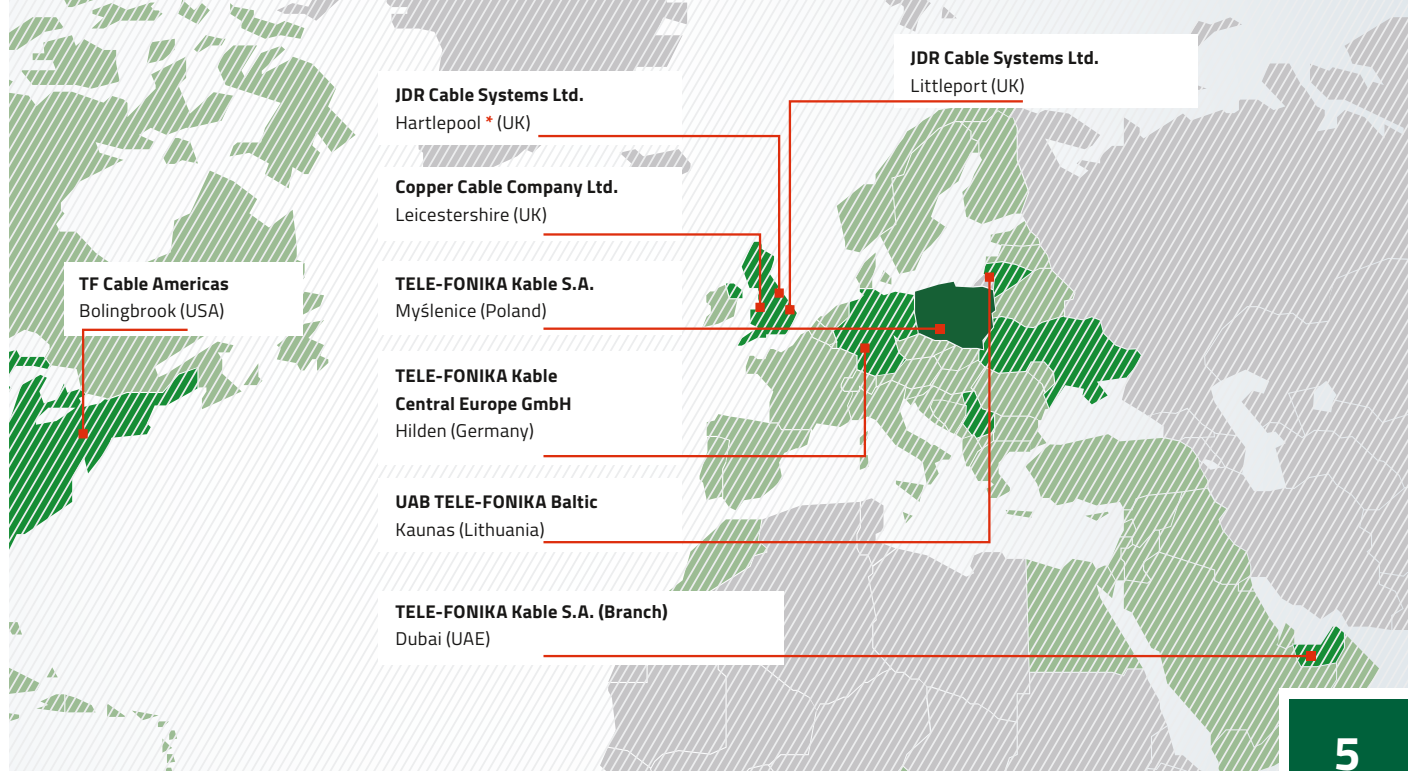 JDR Cable Systems Ltd.
Littleport (UK)
JDR Cable Systems Ltd.
Hartlepool * (UK)
Copper Cable Company Ltd.
Leicestershire (UK)
TF Cable Americas
Bolingbrook (USA)
TELE-FONIKA Kable S.A.
Myślenice (Poland)
TELE-FONIKA Kable
Central Europe GmbH
Hilden (Germany)
UAB TELE-FONIKA Baltic
Kaunas (Lithuania)
TELE-FONIKA Kable S.A. (Branch)
Dubai (UAE)
5